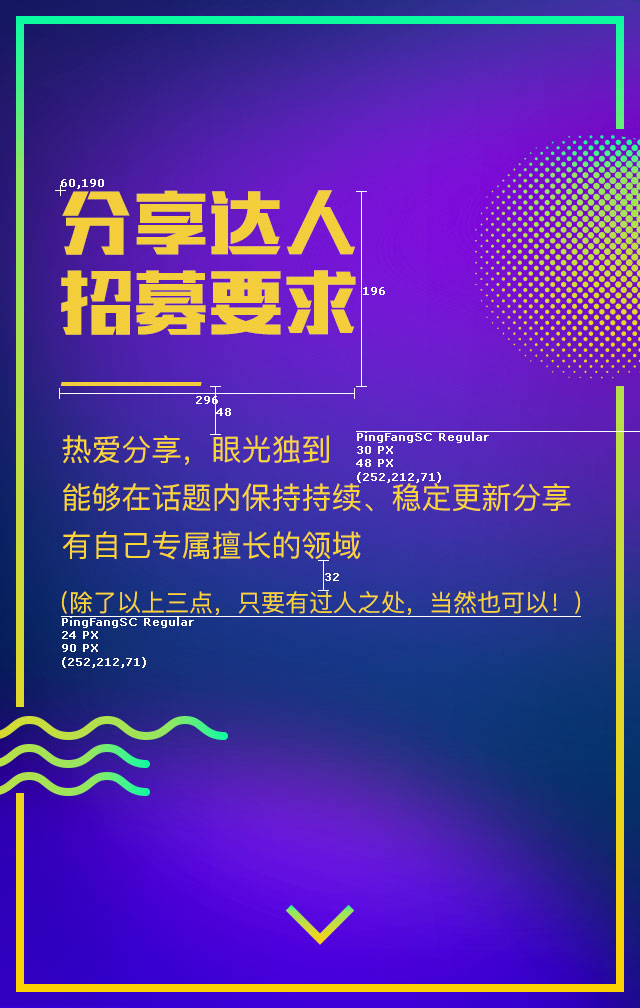 60,190
分享达人
招募要求
196
296
48
热爱分享，眼光独到
PingFangSC Regular
30 PX
48 PX
(252,212,71)
能够在话题内保持持续、稳定更新分享
有自己专属擅长的领域
32
(除了以上三点，只要有过人之处，当然也可以！)
PingFangSC Regular
24 PX
90 PX
(252,212,71)